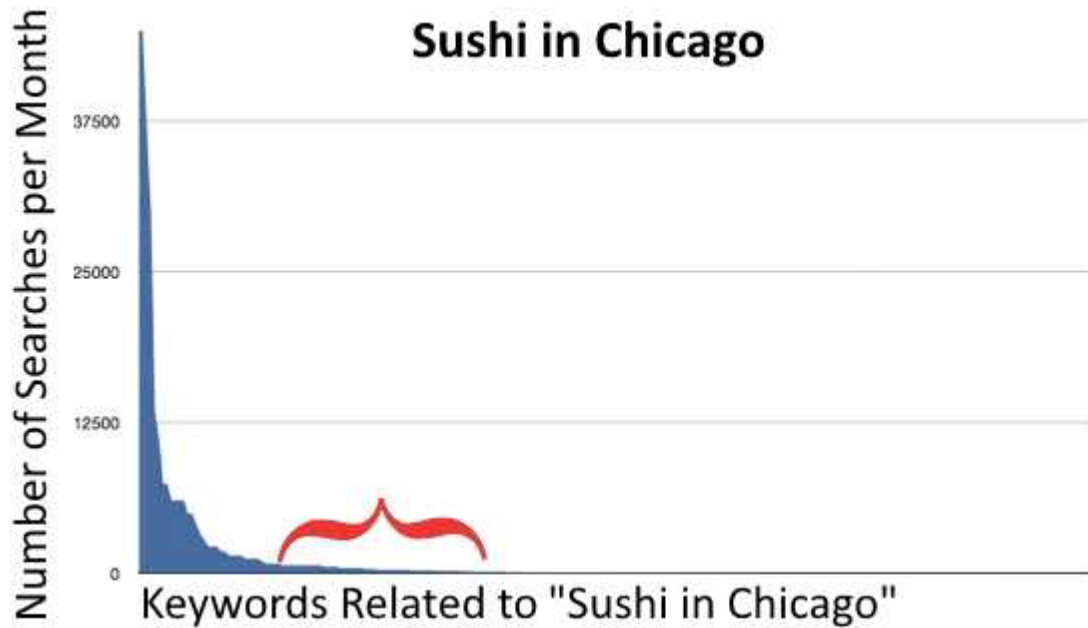 Sushi in Chicago
Number of Searches per Month
37500
25000
12500
0
Keywords Related to "Sushi in Chicago"